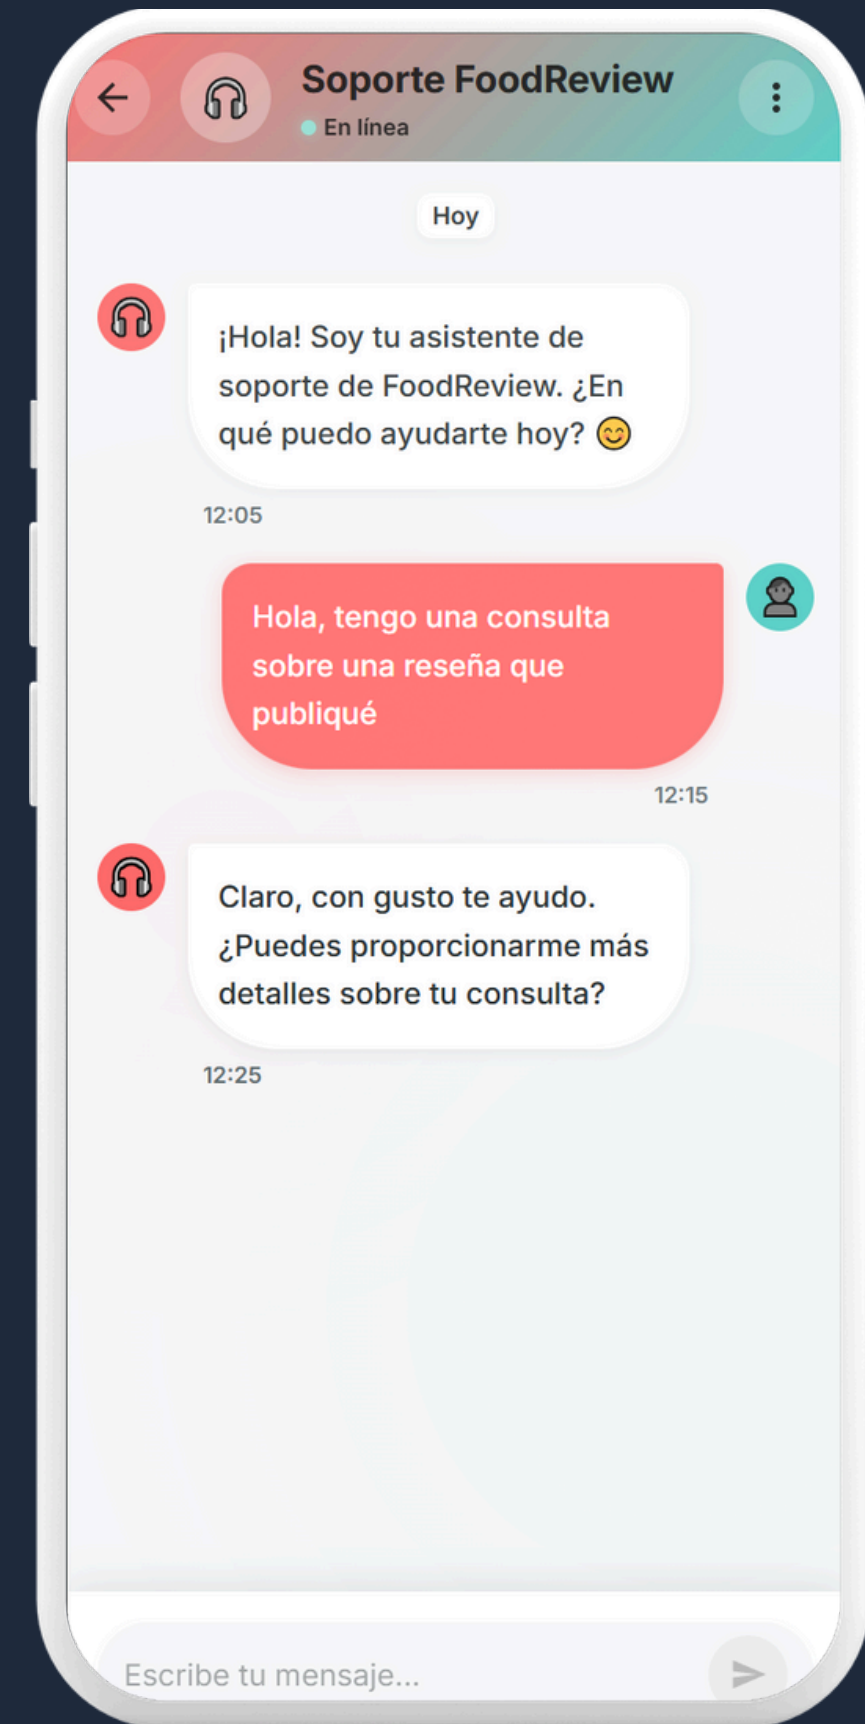 Soporte FoodReview
En línea
Hoy
¡Hola! Soy tu asistente de
soporte de FoodReview. ¿En
qué puedo ayudarte hoy? 😊
12:05
Hola, tengo una consulta
sobre una reseña que
publiqué
12:15
Claro, con gusto te ayudo.
¿Puedes proporcionarme más
detalles sobre tu consulta?
12:25
Escribe tu mensaje...